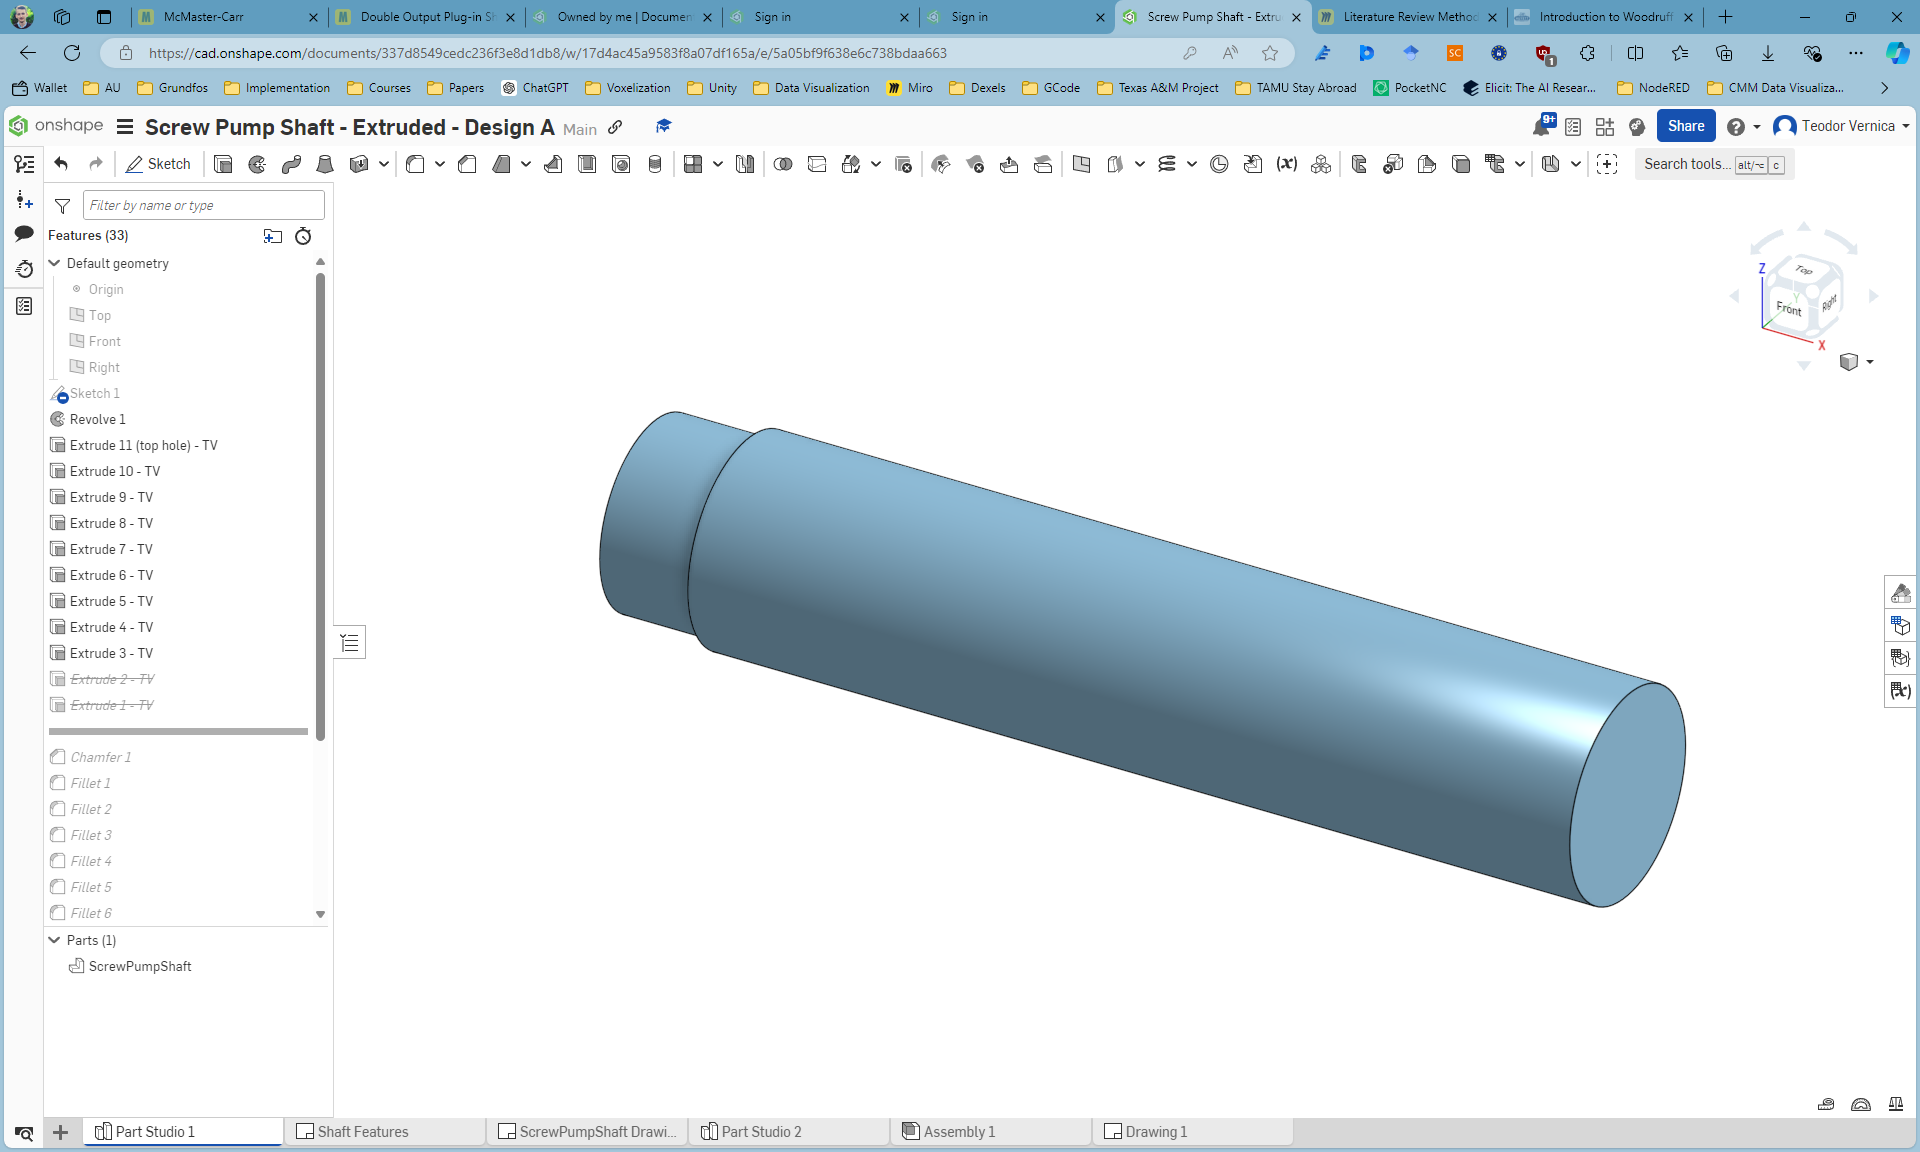 McMaster-Carr
Double Output Plug-in Sh
Owned by me | Documen
Sign in
Sign in
Screw Pump Shaft - Extru
Literature Review Metho
Introduction to Woodruff
https://cad.onshape.com/documents/337d8549cedc236f3e8d1db8/w/17d4ac45a9583f8a07df165a/e/5a05bf9f638e6c738bdaa663
SC
1
Wallet
AU
Grundfos
Implementation
Courses
Papers
ChatGPT
Voxelization
Unity
Data Visualization
Miro
Dexels
GCode
Texas A&M Project
TAMU Stay Abroad
PocketNC
Elicit: The AI Resear...
NodeRED
CMM Data Visualiza...
onshape
Screw Pump Shaft - Extruded - Design A
Main
9+
Share
Teodor Vernica
Sketch
(x)
Search tools... alt/⌥ c
Filter by name or type
Features (33)
Default geometry
Origin
Top
Front
Right
Sketch 1
Revolve 1
Extrude 11 (top hole) - TV
Extrude 10 - TV
Extrude 9 - TV
Extrude 8 - TV
Extrude 7 - TV
Extrude 6 - TV
Extrude 5 - TV
Extrude 4 - TV
Extrude 3 - TV
Extrude 2 - TV
Extrude 1 - TV
Chamfer 1
Fillet 1
Fillet 2
Fillet 3
Fillet 4
Fillet 5
Fillet 6
Parts (1)
ScrewPumpShaft
Z
Top
Y
Front
Right
X
(x)
Part Studio 1
Shaft Features
ScrewPumpShaft Drawi...
Part Studio 2
Assembly 1
Drawing 1